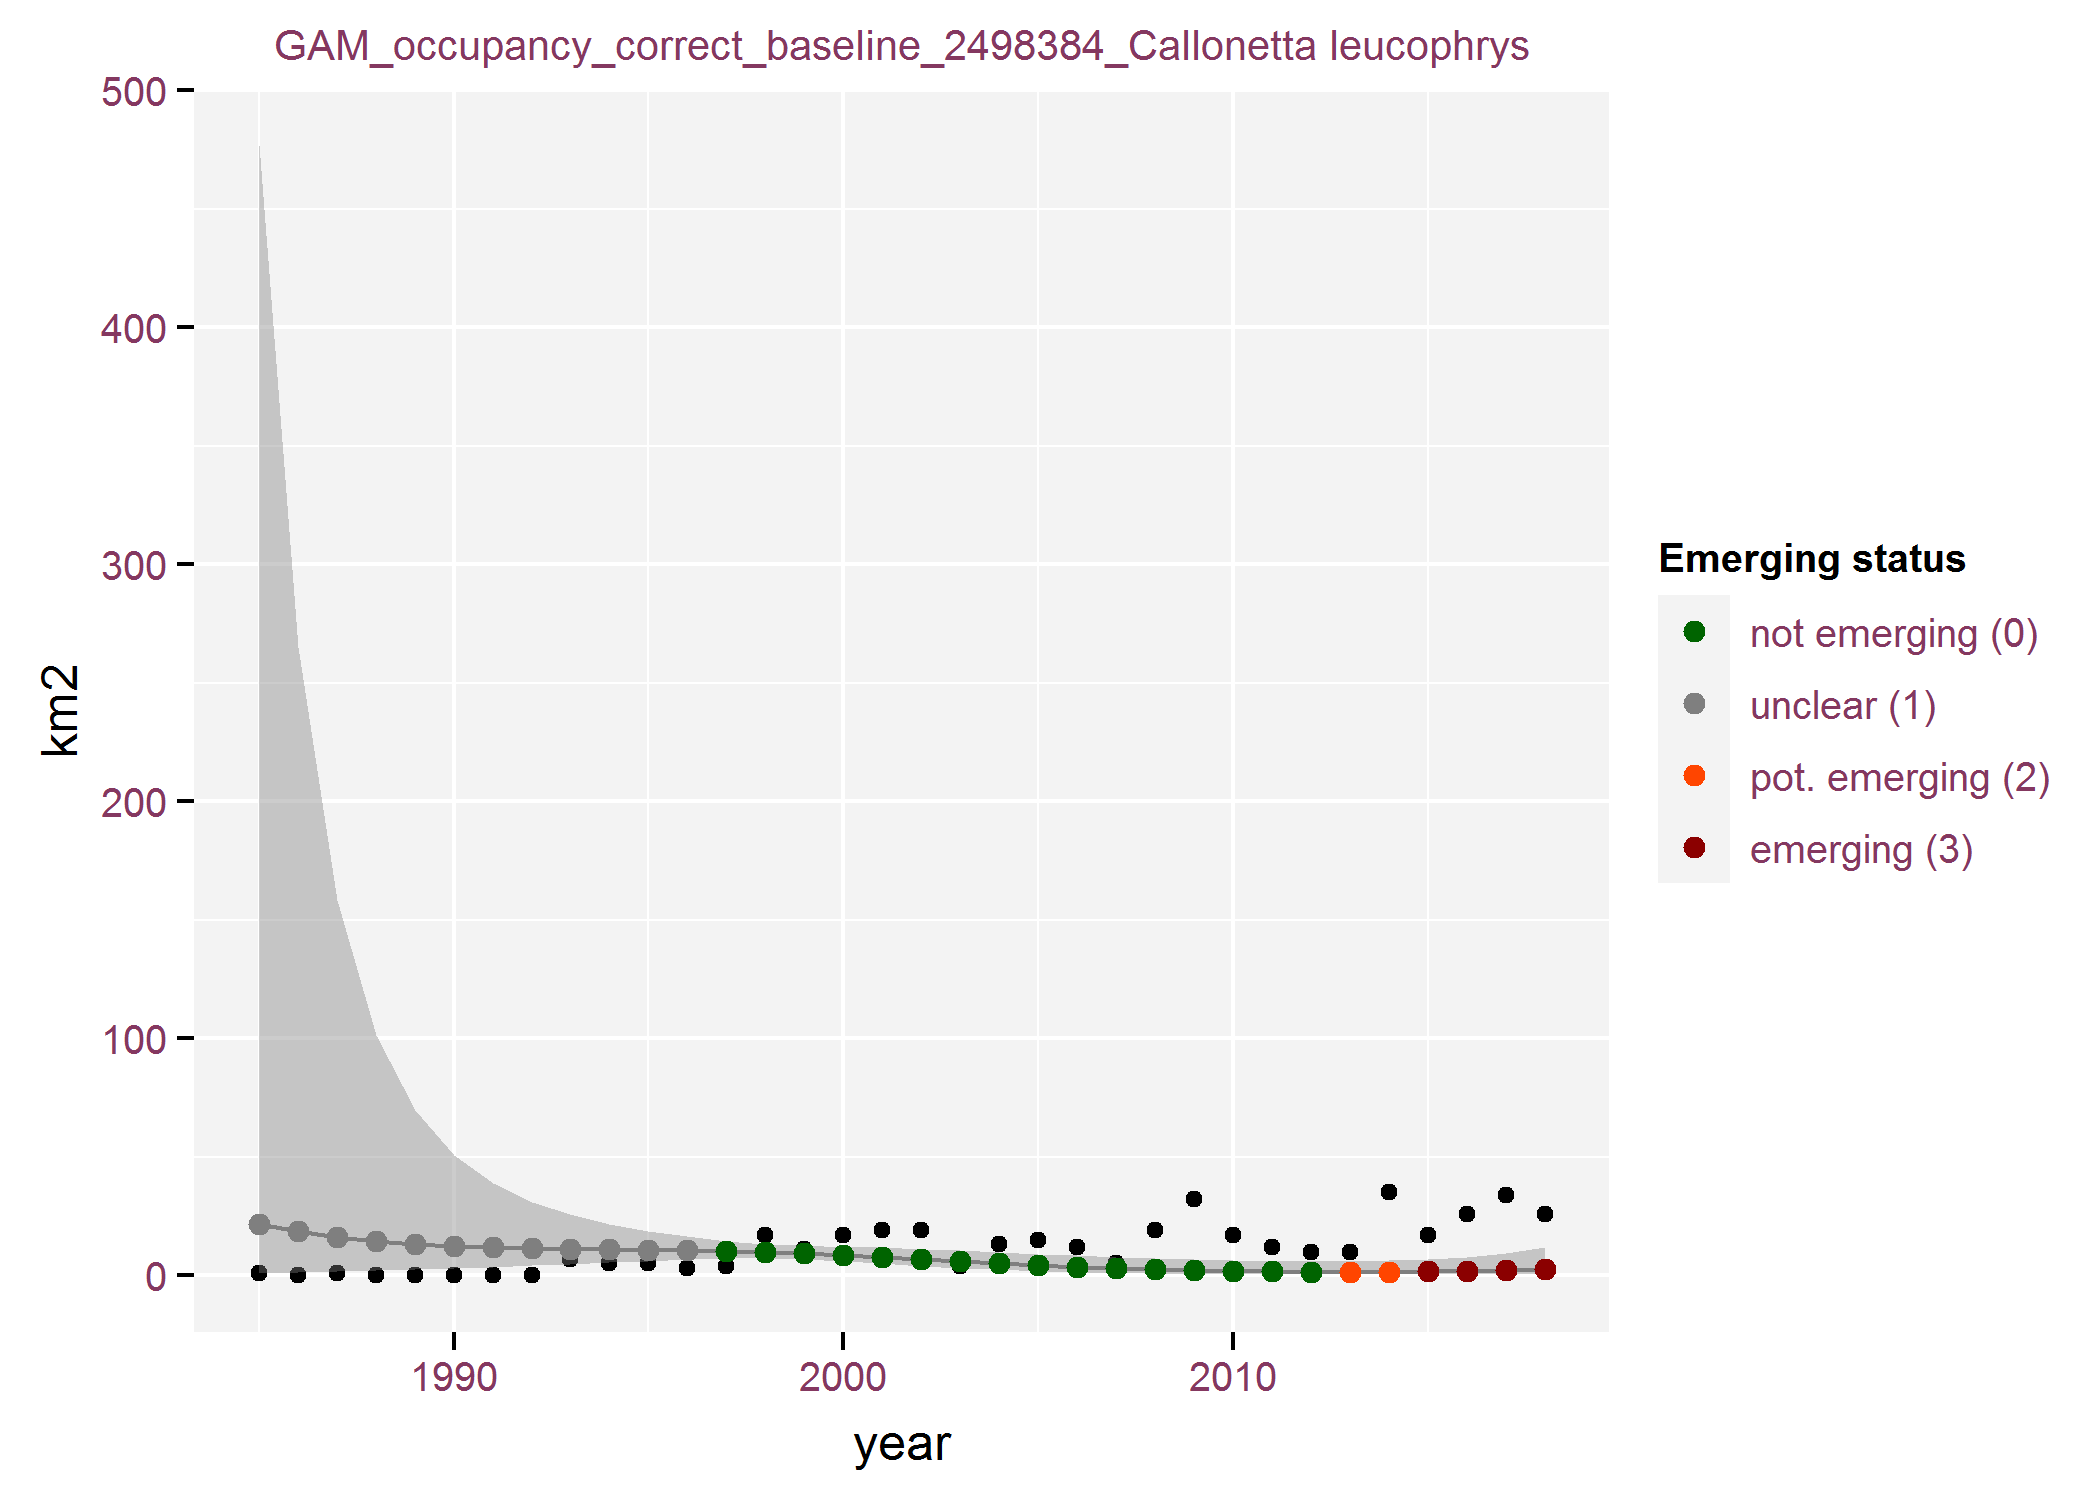 GAM_occupancy_correct_baseline_2498384_Callonetta leucophrys
500
400
300
200
100
0
km2
1990 2000 2010
year
Emerging status
not emerging (0)
unclear (1)
pot. emerging (2)
emerging (3)